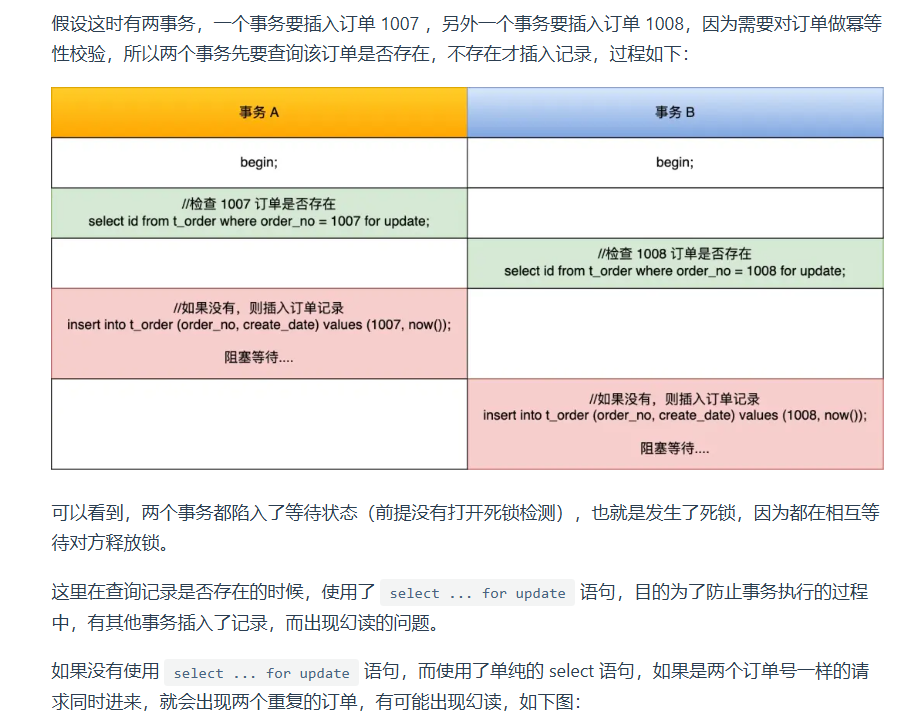 假设这时有两事务，一个事务要插入订单 1007 ，另外一个事务要插入订单 1008，因为需要对订单做幂等
性校验，所以两个事务先要查询该订单是否存在，不存在才插入记录，过程如下：
事务 A
事务 B
begin;
begin;
//检查 1007 订单是否存在
select id from t_order where order_no = 1007 for update;
//检查 1008 订单是否存在
select id from t_order where order_no = 1008 for update;
//如果没有，则插入订单记录
insert into t_order (order_no, create_date) values (1007, now());
阻塞等待....
//如果没有，则插入订单记录
insert into t_order (order_no, create_date) values (1008, now());
阻塞等待....
可以看到，两个事务都陷入了等待状态（前提没有打开死锁检测），也就是发生了死锁，因为都在相互等
待对方释放锁。
这里在查询记录是否存在的时候，使用了 select ... for update 语句，目的为了防止事务执行的过程
中，有其他事务插入了记录，而出现幻读的问题。
如果没有使用 select ... for update 语句，而使用了单纯的 select 语句，如果是两个订单号一样的请
求同时进来，就会出现两个重复的订单，有可能出现幻读，如下图：